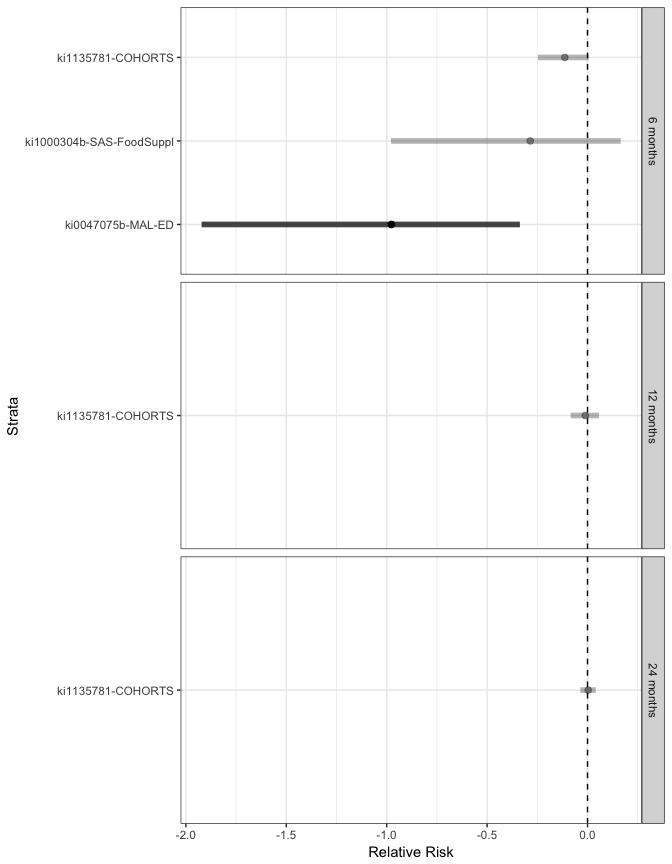 ki1135781-COHORTS
ki1000304b-SAS-FoodSuppl
ki0047075b-MAL-ED
6 months
ki1135781-COHORTS
12 months
Strata
ki1135781-COHORTS
24 months
-2.0 -1.5 -1.0 -0.5 0.0
Relative Risk